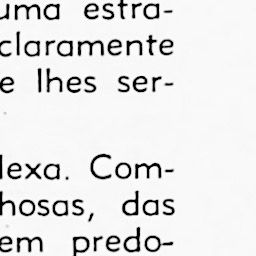 uma estra-
claramente
e lhes ser-
lexa. Com-
hosas, das
em predo-